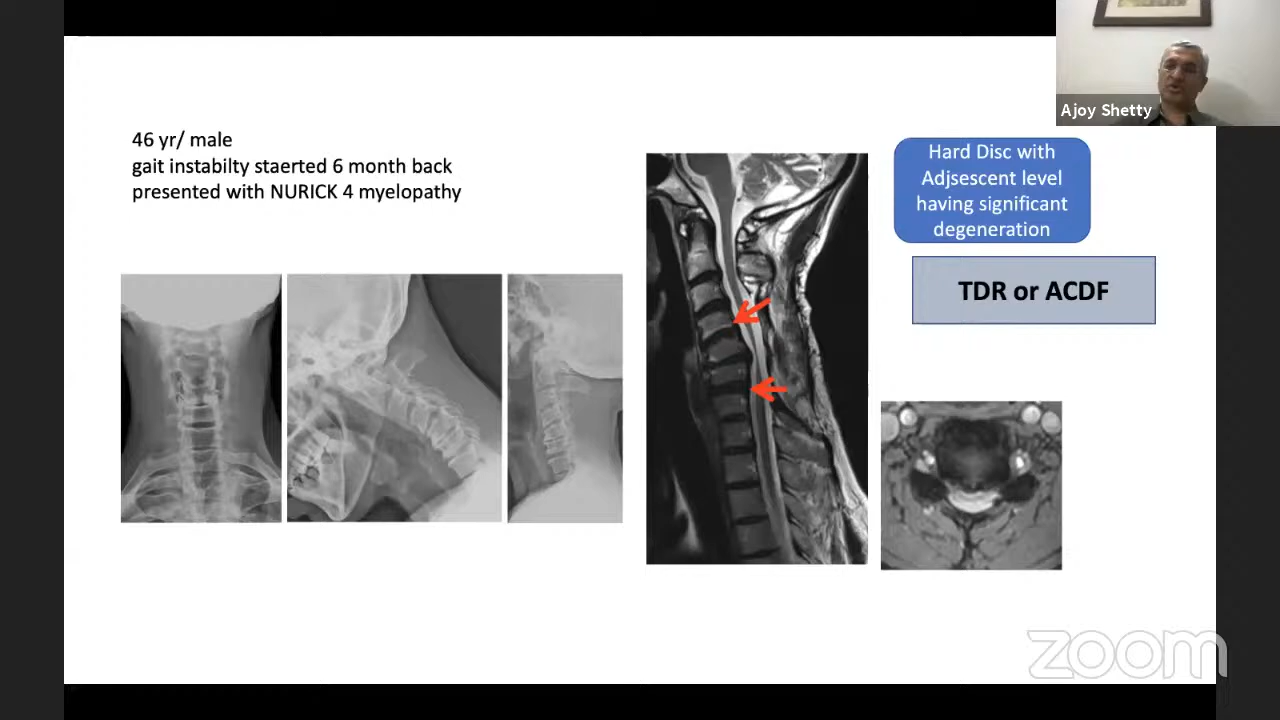 Ajoy Shetty
46 yr/ male
gait instabilty staerted 6 month back
presented with NURICK 4 myelopathy
Hard Disc with
Adjsescent level
having significant
degeneration
TDR or ACDF
zoom